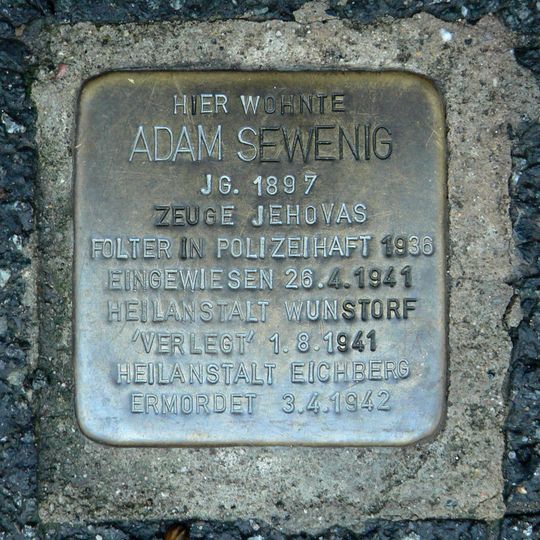 HIER WOHNTE
ADAM SEWENIG
JG. 1897
ZEUGE JEHOVAS
FOLTER IN POLIZEIHAFT 1936
EINGEWIESEN 26.4.1941
HEILANSTALT WUNSTORF
'VERLEGT' 1.8.1941
HEILANSTALT EICHBERG
ERMORDET 3.4.1942